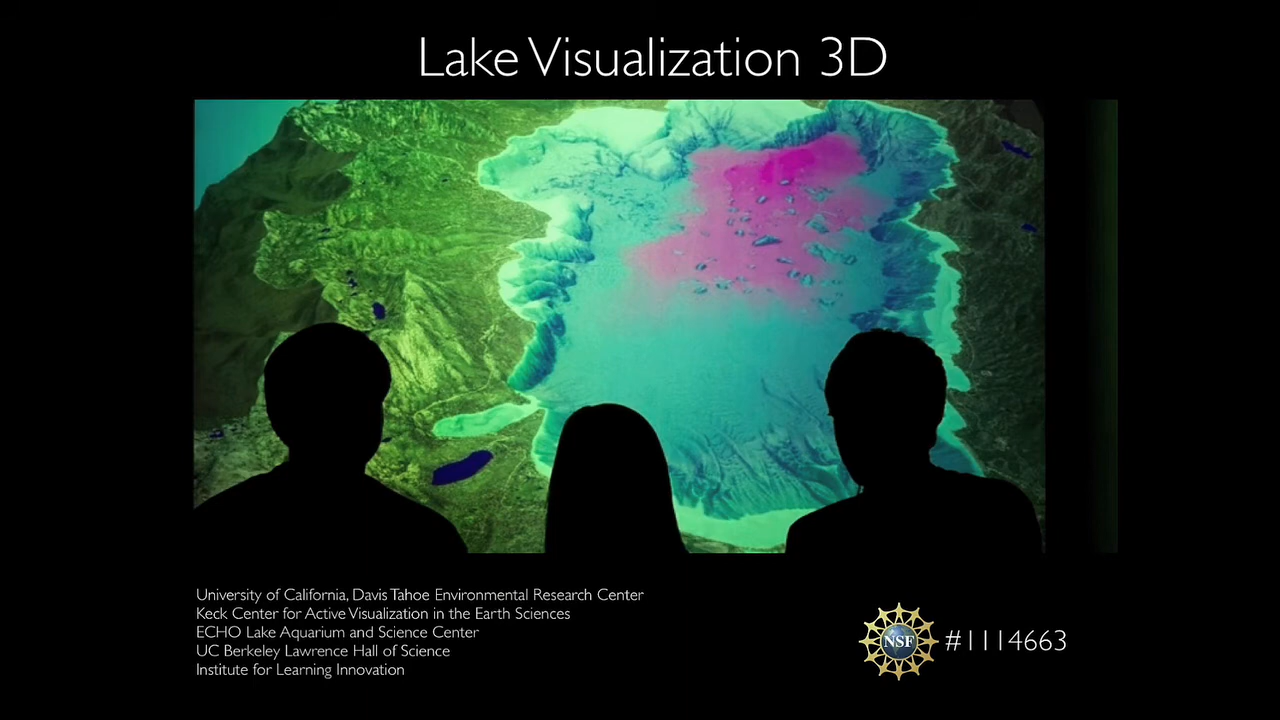 Lake Visualization 3D
University of California, Davis Tahoe Environmental Research Center
Keck Center for Active Visualization in the Earth Sciences
ECHO Lake Aquarium and Science Center
UC Berkeley Lawrence Hall of Science
Institute for Learning Innovation
NSF #1114663